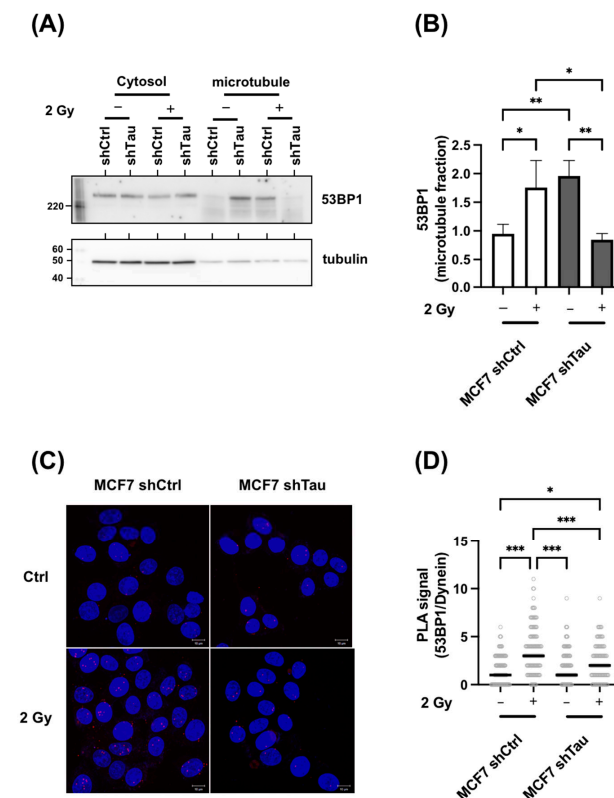 (A)
Cytosol microtubule
2 Gy − + − +
shCtrl shTau shCtrl shTau shCtrl shTau shCtrl shTau
220
53BP1
60
50
40
tubulin
(B)
*
**
* **
53BP1
(microtubule fraction)
2.5
2.0
1.5
1.0
0.5
0.0
2 Gy − + − +
MCF7 shCtrl MCF7 shTau
(C)
MCF7 shCtrl MCF7 shTau
Ctrl
2 Gy
(D)
*
***
*** ***
PLA signal
(53BP1/Dynein)
15
10
5
0
2 Gy − + − +
MCF7 shCtrl MCF7 shTau